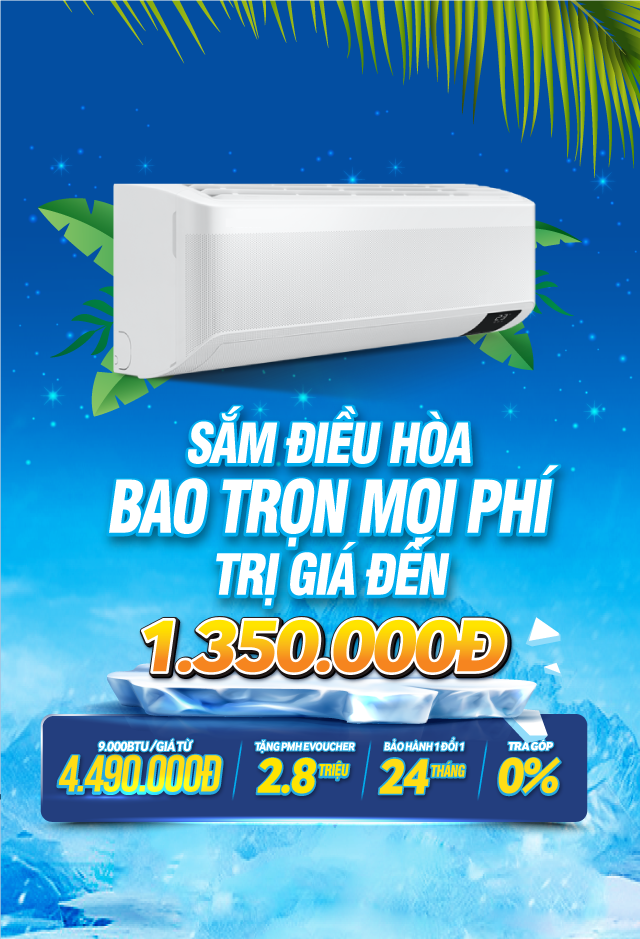 SẮM ĐIỀU HÒA
BAO TRỌN MỌI PHÍ
TRỊ GIÁ ĐẾN
1.350.000Đ
9.000BTU/GIÁ TỪ
4.490.000Đ
TẶNG PMH EVOUCHER
2.8 TRIỆU
BẢO HÀNH 1 ĐỔI 1
24 THÁNG
TRẢ GÓP
0%